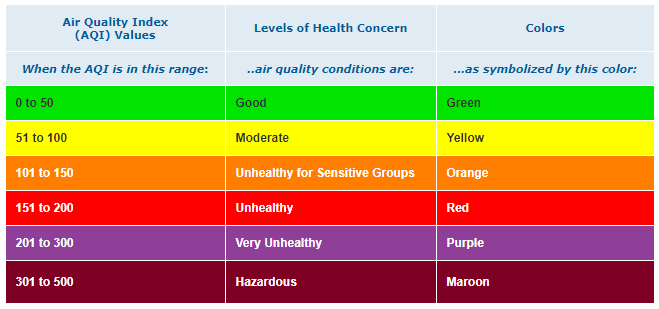 Air Quality Index
(AQI) Values
Levels of Health Concern
Colors
When the AQI is in this range:
..air quality conditions are:
...as symbolized by this color:
0 to 50
Good
Green
51 to 100
Moderate
Yellow
101 to 150
Unhealthy for Sensitive Groups
Orange
151 to 200
Unhealthy
Red
201 to 300
Very Unhealthy
Purple
301 to 500
Hazardous
Maroon